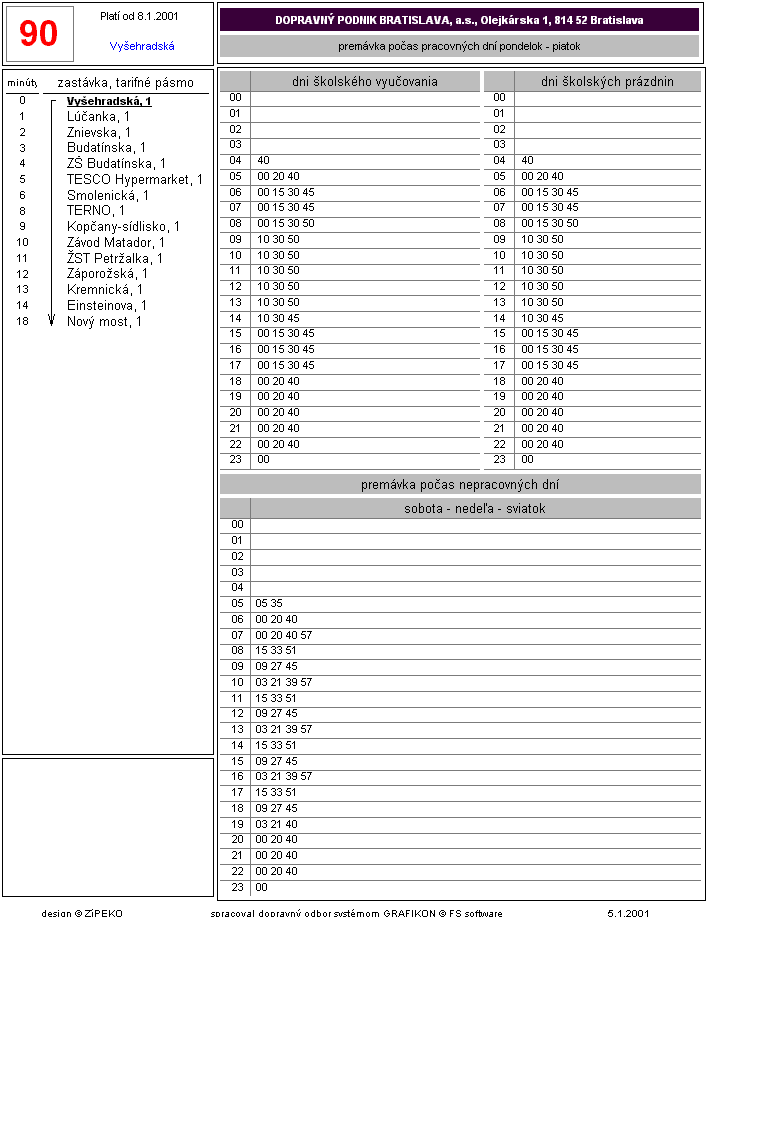 90
Platí od 8.1.2001
Vyšehradská
DOPRAVNÝ PODNIK BRATISLAVA, a.s., Olejkárska 1, 814 52 Bratislava
premávka počas pracovných dní pondelok - piatok
minúty zastávka, tarifné pásmo
0 Vyšehradská, 1
1 Lúčanka, 1
2 Znievska, 1
3 Budatínska, 1
4 ZŠ Budatínska, 1
5 TESCO Hypermarket, 1
6 Smolenická, 1
8 TERNO, 1
9 Kopčany-sídlisko, 1
10 Závod Matador, 1
11 ŽST Petržalka, 1
12 Záporožská, 1
13 Kremnická, 1
14 Einsteinova, 1
18 Nový most, 1
dni školského vyučovania
00
01
02
03
04 40
05 00 20 40
06 00 15 30 45
07 00 15 30 45
08 00 15 30 50
09 10 30 50
10 10 30 50
11 10 30 50
12 10 30 50
13 10 30 50
14 10 30 45
15 00 15 30 45
16 00 15 30 45
17 00 15 30 45
18 00 20 40
19 00 20 40
20 00 20 40
21 00 20 40
22 00 20 40
23 00
dni školských prázdnin
00
01
02
03
04 40
05 00 20 40
06 00 15 30 45
07 00 15 30 45
08 00 15 30 50
09 10 30 50
10 10 30 50
11 10 30 50
12 10 30 50
13 10 30 50
14 10 30 45
15 00 15 30 45
16 00 15 30 45
17 00 15 30 45
18 00 20 40
19 00 20 40
20 00 20 40
21 00 20 40
22 00 20 40
23 00
premávka počas nepracovných dní
sobota - nedeľa - sviatok
00
01
02
03
04
05 05 35
06 00 20 40
07 00 20 40 57
08 15 33 51
09 09 27 45
10 03 21 39 57
11 15 33 51
12 09 27 45
13 03 21 39 57
14 15 33 51
15 09 27 45
16 03 21 39 57
17 15 33 51
18 09 27 45
19 03 21 40
20 00 20 40
21 00 20 40
22 00 20 40
23 00
design © ZiPEKO spracoval dopravný odbor systémom GRAFIKON © FS software 5.1.2001